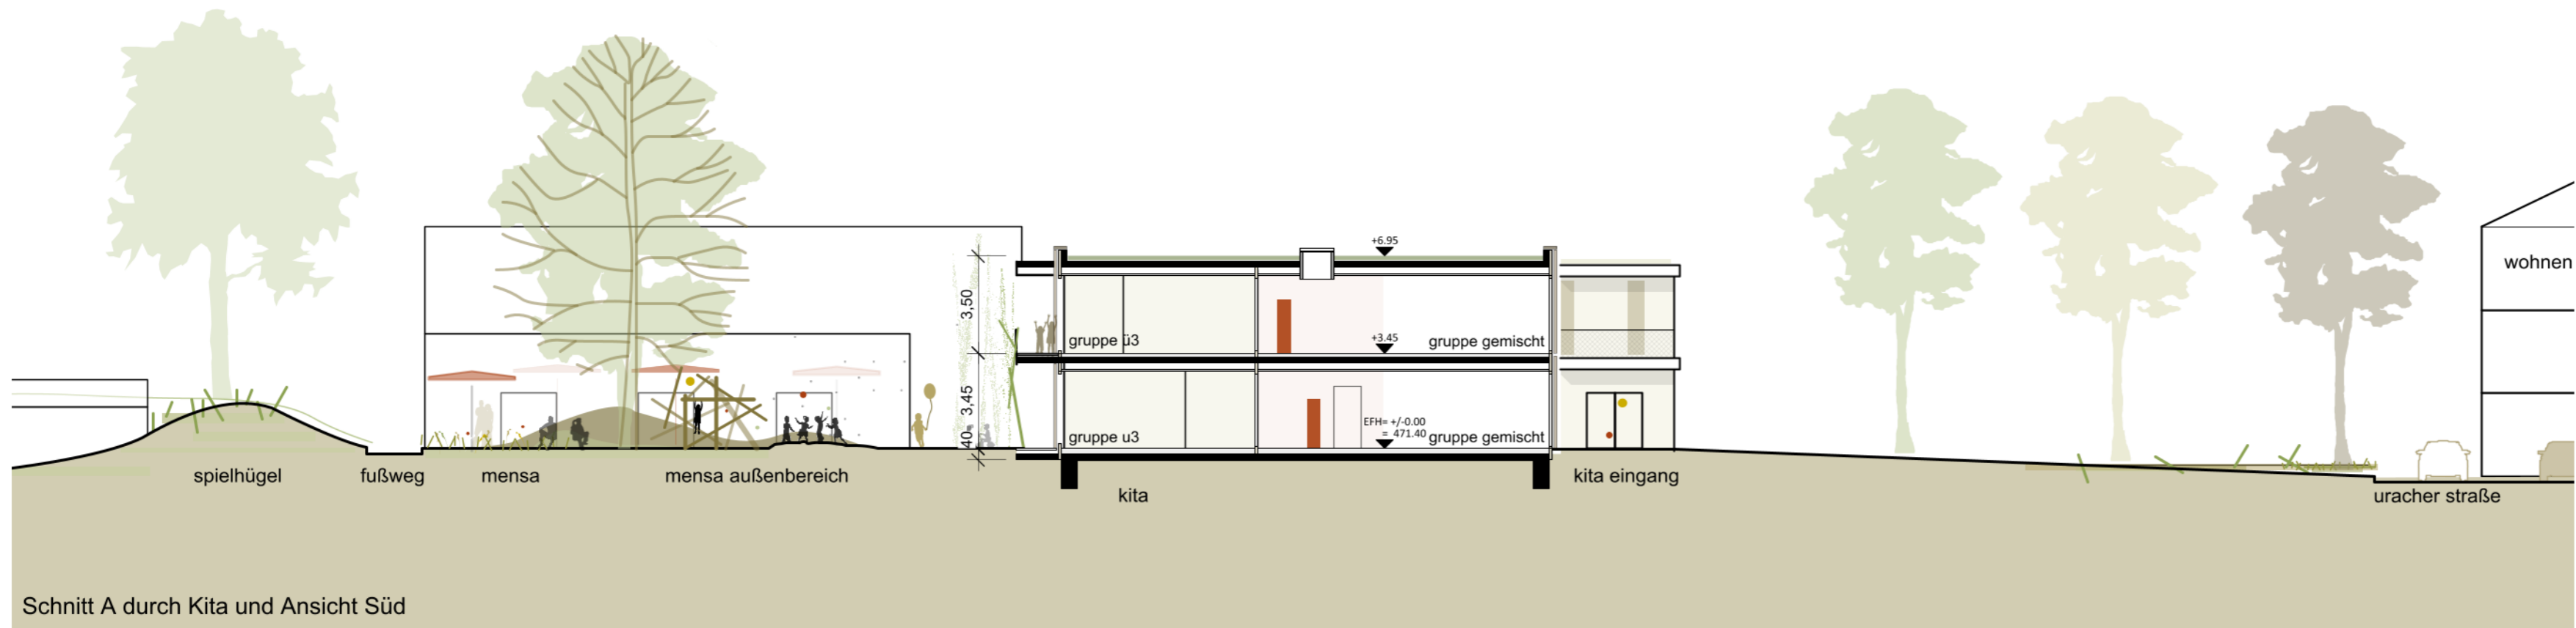 wohnen
+6.95
3,50
gruppe ü3
+3.45
gruppe gemischt
3,45
EFH= +/-0.00
= 471.40
gruppe u3
gruppe gemischt
40
spielhügel
fußweg
mensa
mensa außenbereich
kita
kita eingang
uracher straße
Schnitt A durch Kita und Ansicht Süd